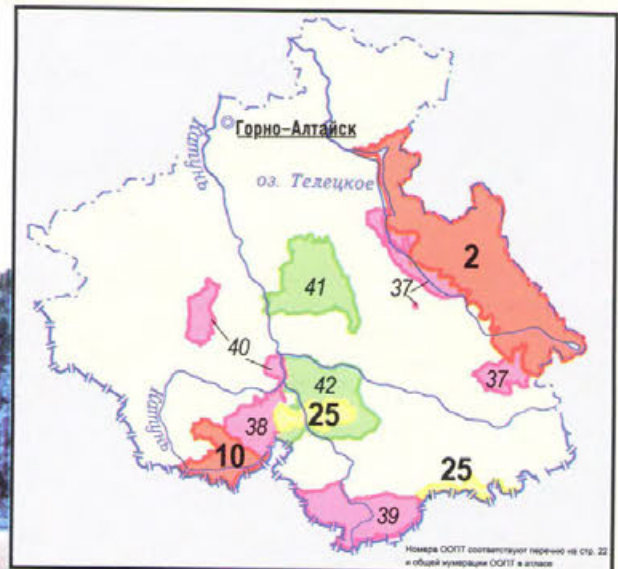 Горно-Алтайск
Катунь
оз. Телецкое
2
41
37
40
37
42
25
38
Катунь
10
25
39
Номера ООПТ соответствуют перечню на стр. 22
и общей нумерации ООПТ в атласе